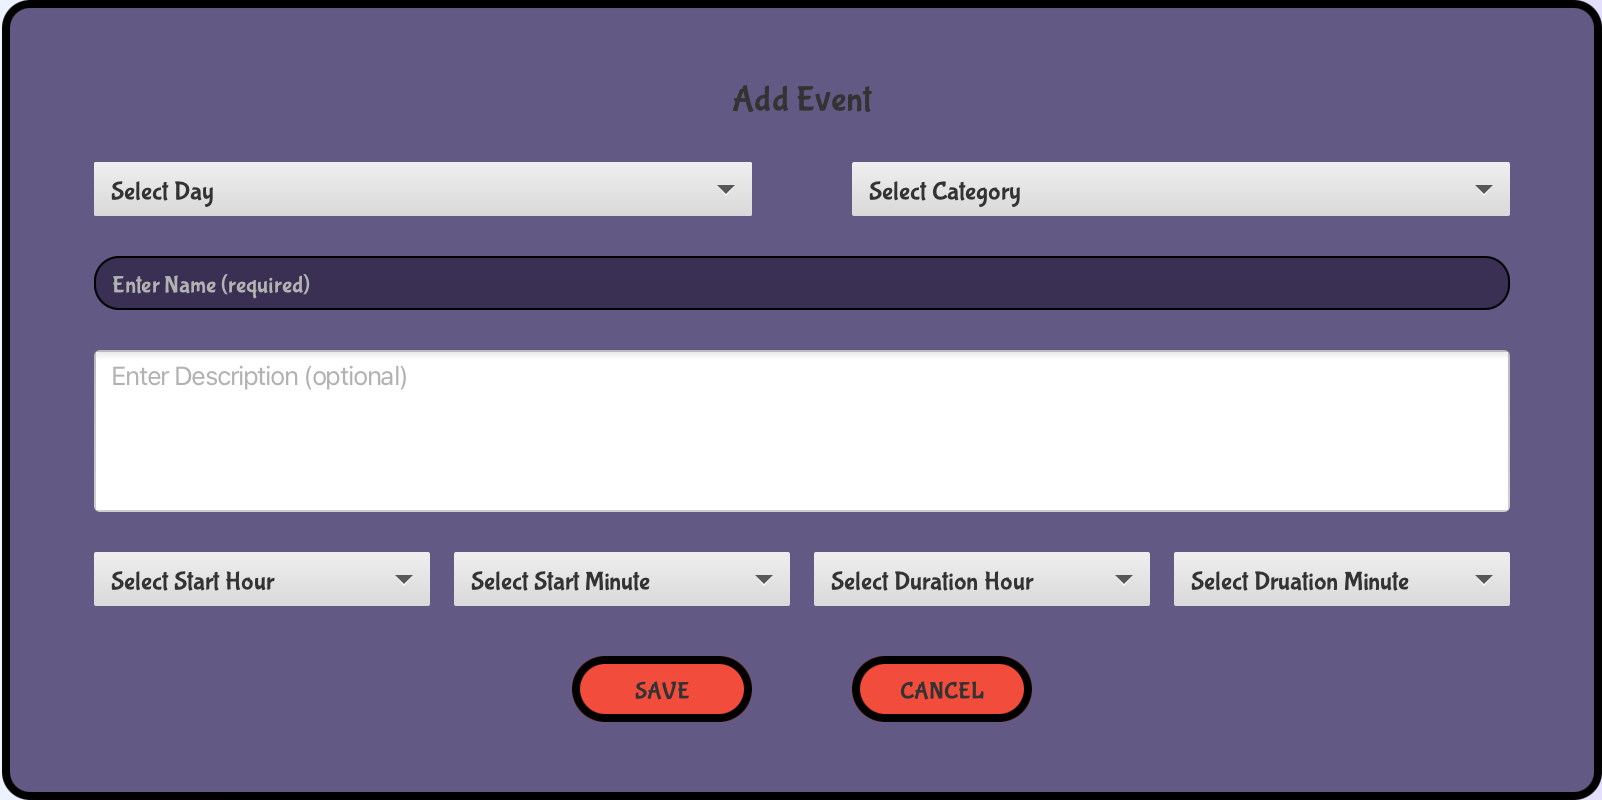 Add Event
Select Day
Select Category
Enter Name (required)
Enter Description (optional)
Select Start Hour
Select Start Minute
Select Duration Hour
Select Druation Minute
SAVE
CANCEL